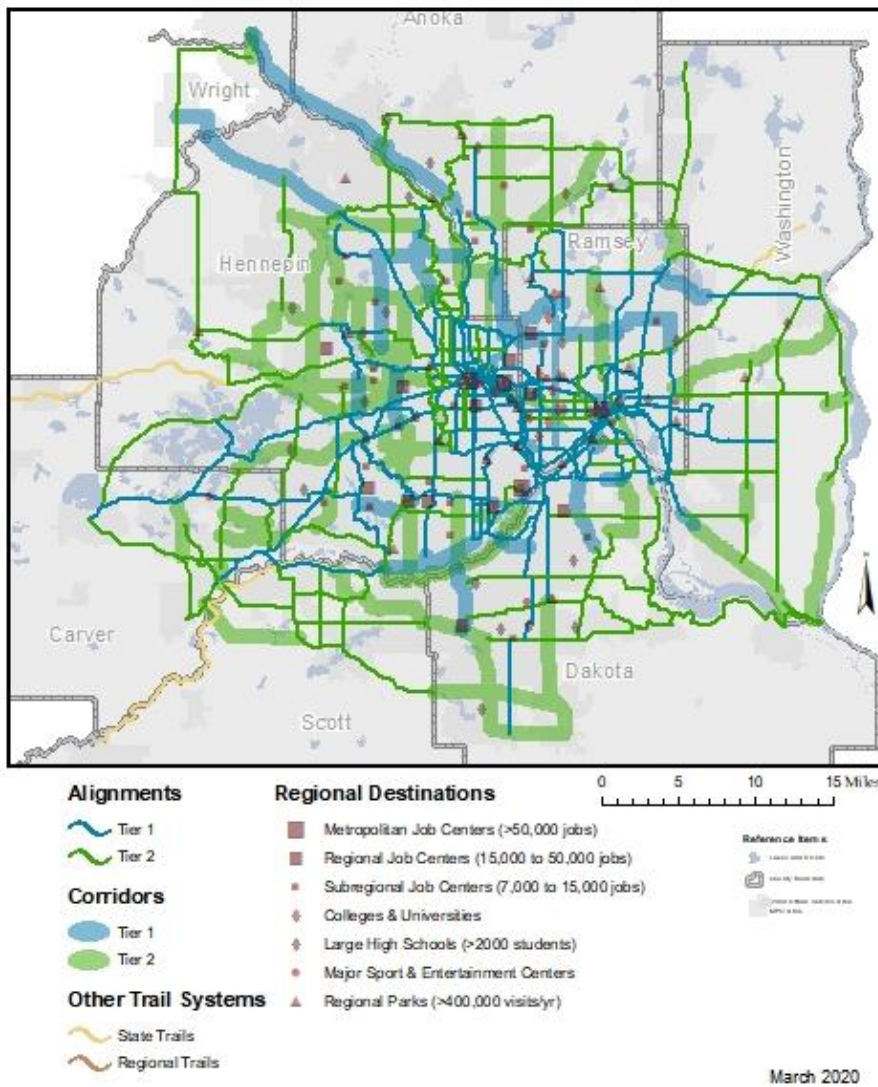 Anoka
Wright
Washington
Ramsey
Hennepin
Carver
Dakota
Scott
N
0 5 10 15 Miles
Alignments
Tier 1
Tier 2
Corridors
Tier 1
Tier 2
Other Trail Systems
State Trails
Regional Trails
Regional Destinations
Metropolitan Job Centers (>50,000 jobs)
Regional Job Centers (15,000 to 50,000 jobs)
Subregional Job Centers (7,000 to 15,000 jobs)
Colleges & Universities
Large High Schools (>2000 students)
Major Sport & Entertainment Centers
Regional Parks (>400,000 visits/yr)
Reference Items
March 2020